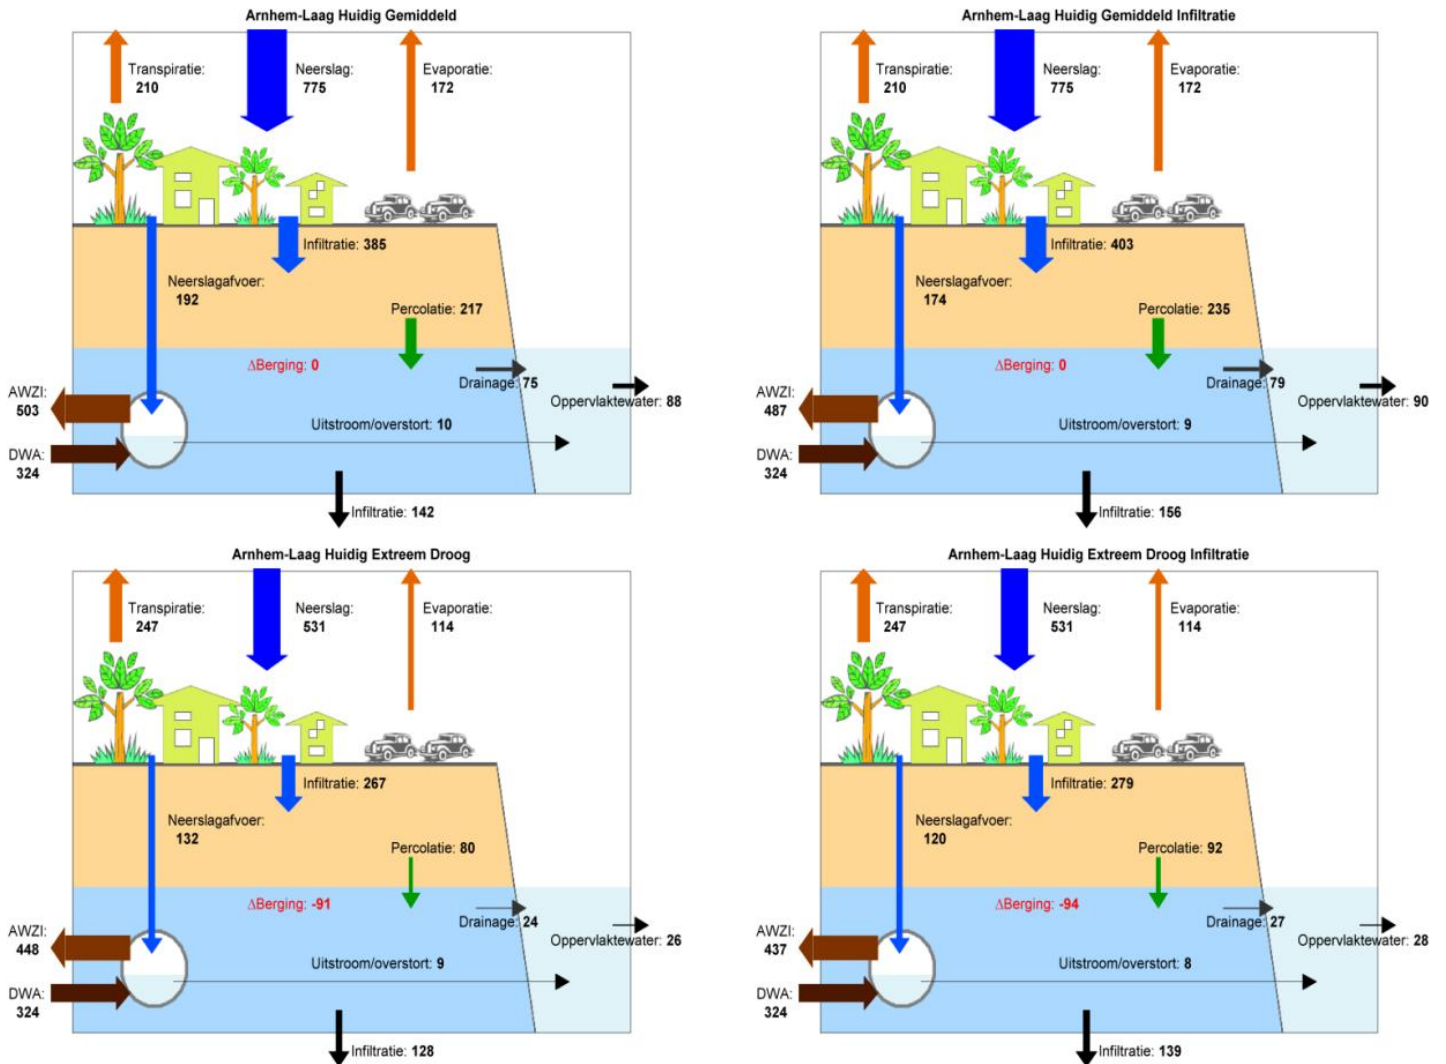 Arnhem-Laag Huidig Gemiddeld
Transpiratie:
210
Neerslag:
775
Evaporatie:
172
Infiltratie: 385
Neerslagafvoer:
192
Percolatie: 217
ΔBerging: 0
Drainage: 75
Oppervlaktewater: 88
AWZI:
503
Uitstroom/overstort: 10
DWA:
324
Infiltratie: 142
Arnhem-Laag Huidig Gemiddeld Infiltratie
Transpiratie:
210
Neerslag:
775
Evaporatie:
172
Infiltratie: 403
Neerslagafvoer:
174
Percolatie: 235
ΔBerging: 0
Drainage: 79
Oppervlaktewater: 90
AWZI:
487
Uitstroom/overstort: 9
DWA:
324
Infiltratie: 156
Arnhem-Laag Huidig Extreem Droog
Transpiratie:
247
Neerslag:
531
Evaporatie:
114
Infiltratie: 267
Neerslagafvoer:
132
Percolatie: 80
ΔBerging: -91
Drainage: 24
Oppervlaktewater: 26
AWZI:
448
Uitstroom/overstort: 9
DWA:
324
Infiltratie: 128
Arnhem-Laag Huidig Extreem Droog Infiltratie
Transpiratie:
247
Neerslag:
531
Evaporatie:
114
Infiltratie: 279
Neerslagafvoer:
120
Percolatie: 92
ΔBerging: -94
Drainage: 27
Oppervlaktewater: 28
AWZI:
437
Uitstroom/overstort: 8
DWA:
324
Infiltratie: 139